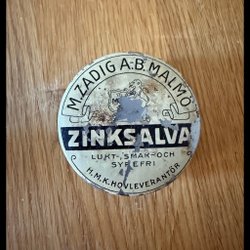 M. ZADIG A.-B. MALMÖ
ZINKSALVA
LUKT-, SMAK- OCH
SYREFRI
H.M.K. HOVLEVERANTÖR